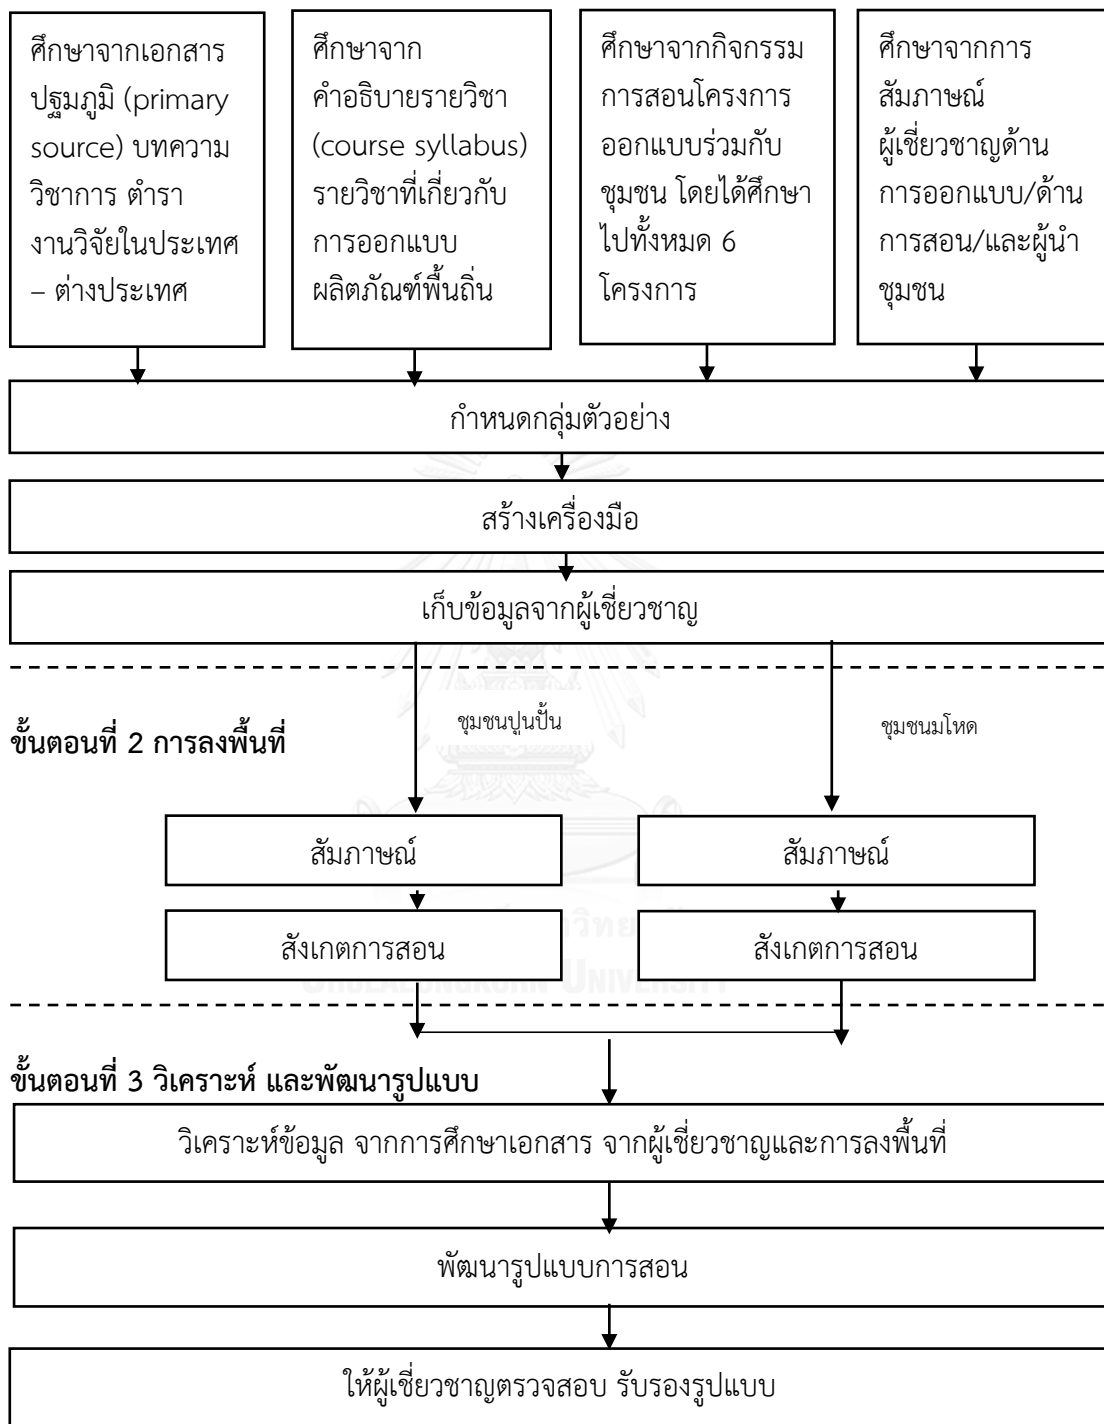 ศึกษาจากเอกสาร
ปฐมภูมิ (primary
source) บทความ
วิชาการ ตำรา
งานวิจัยในประเทศ
– ต่างประเทศ
ศึกษาจาก
คำอธิบายรายวิชา
(course syllabus)
รายวิชาที่เกี่ยวกับ
การออกแบบ
ผลิตภัณฑ์พื้นถิ่น
ศึกษาจากกิจกรรม
การสอนโครงการ
ออกแบบร่วมกับ
ชุมชน โดยได้ศึกษา
ไปทั้งหมด 6
โครงการ
ศึกษาจากการ
สัมภาษณ์
ผู้เชี่ยวชาญด้าน
การออกแบบ/ด้าน
การสอน/และผู้นำ
ชุมชน
กำหนดกลุ่มตัวอย่าง
สร้างเครื่องมือ
เก็บข้อมูลจากผู้เชี่ยวชาญ
ขั้นตอนที่ 2 การลงพื้นที่
ชุมชนปูนปั้น
ชุมชนมโหด
สัมภาษณ์
สัมภาษณ์
สังเกตการสอน
สังเกตการสอน
CHULALONGKORN UNIVERSITY
ขั้นตอนที่ 3 วิเคราะห์ และพัฒนารูปแบบ
วิเคราะห์ข้อมูล จากการศึกษาเอกสาร จากผู้เชี่ยวชาญและการลงพื้นที่
พัฒนารูปแบบการสอน
ให้ผู้เชี่ยวชาญตรวจสอบ รับรองรูปแบบ